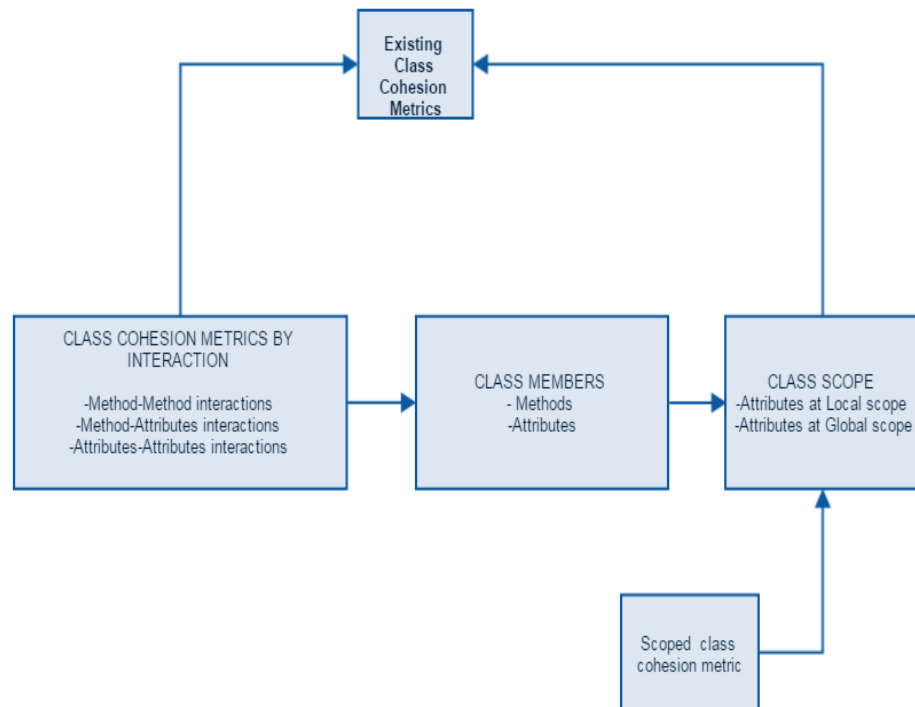 Existing
Class
Cohesion
Metrics
CLASS COHESION METRICS BY
INTERACTION
-Method-Method interactions
-Method-Attributes interactions
-Attributes-Attributes interactions
CLASS MEMBERS
- Methods
-Attributes
CLASS SCOPE
-Attributes at Local scope
-Attributes at Global scope
Scoped class
cohesion metric